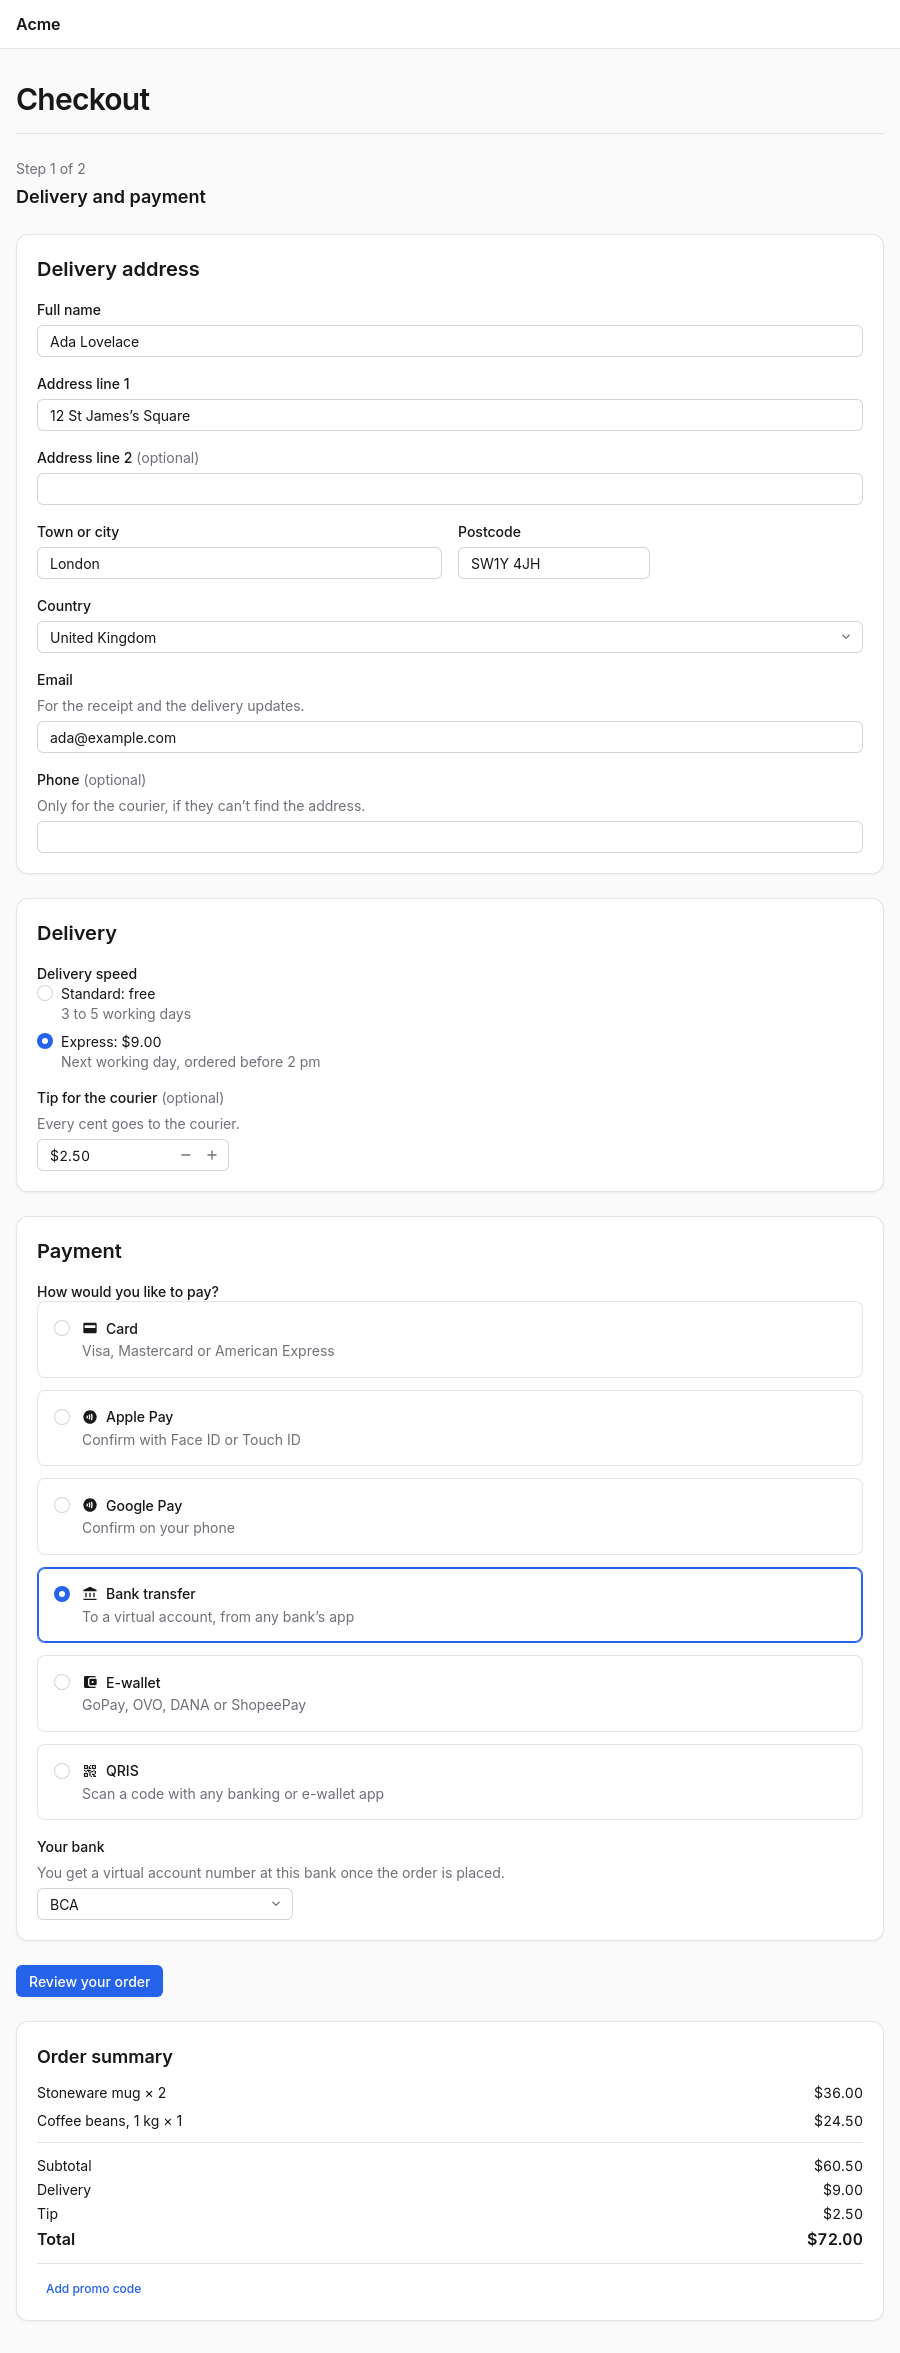 Acme
Checkout
Step 1 of 2
Delivery and payment
Delivery address
Full name
Ada Lovelace
Address line 1
12 St James’s Square
Address line 2 (optional)
Town or city
Postcode
London
SW1Y 4JH
Country
United Kingdom
Email
For the receipt and the delivery updates.
ada@example.com
Phone (optional)
Only for the courier, if they can’t find the address.
Delivery
Delivery speed
Standard: free
3 to 5 working days
Express: $9.00
Next working day, ordered before 2 pm
Tip for the courier (optional)
Every cent goes to the courier.
$2.50
Payment
How would you like to pay?
Card
Visa, Mastercard or American Express
Apple Pay
Confirm with Face ID or Touch ID
Google Pay
Confirm on your phone
Bank transfer
To a virtual account, from any bank’s app
E-wallet
GoPay, OVO, DANA or ShopeePay
QRIS
Scan a code with any banking or e-wallet app
Your bank
You get a virtual account number at this bank once the order is placed.
BCA
Review your order
Order summary
Stoneware mug × 2 $36.00
Coffee beans, 1 kg × 1 $24.50
Subtotal $60.50
Delivery $9.00
Tip $2.50
Total $72.00
Add promo code